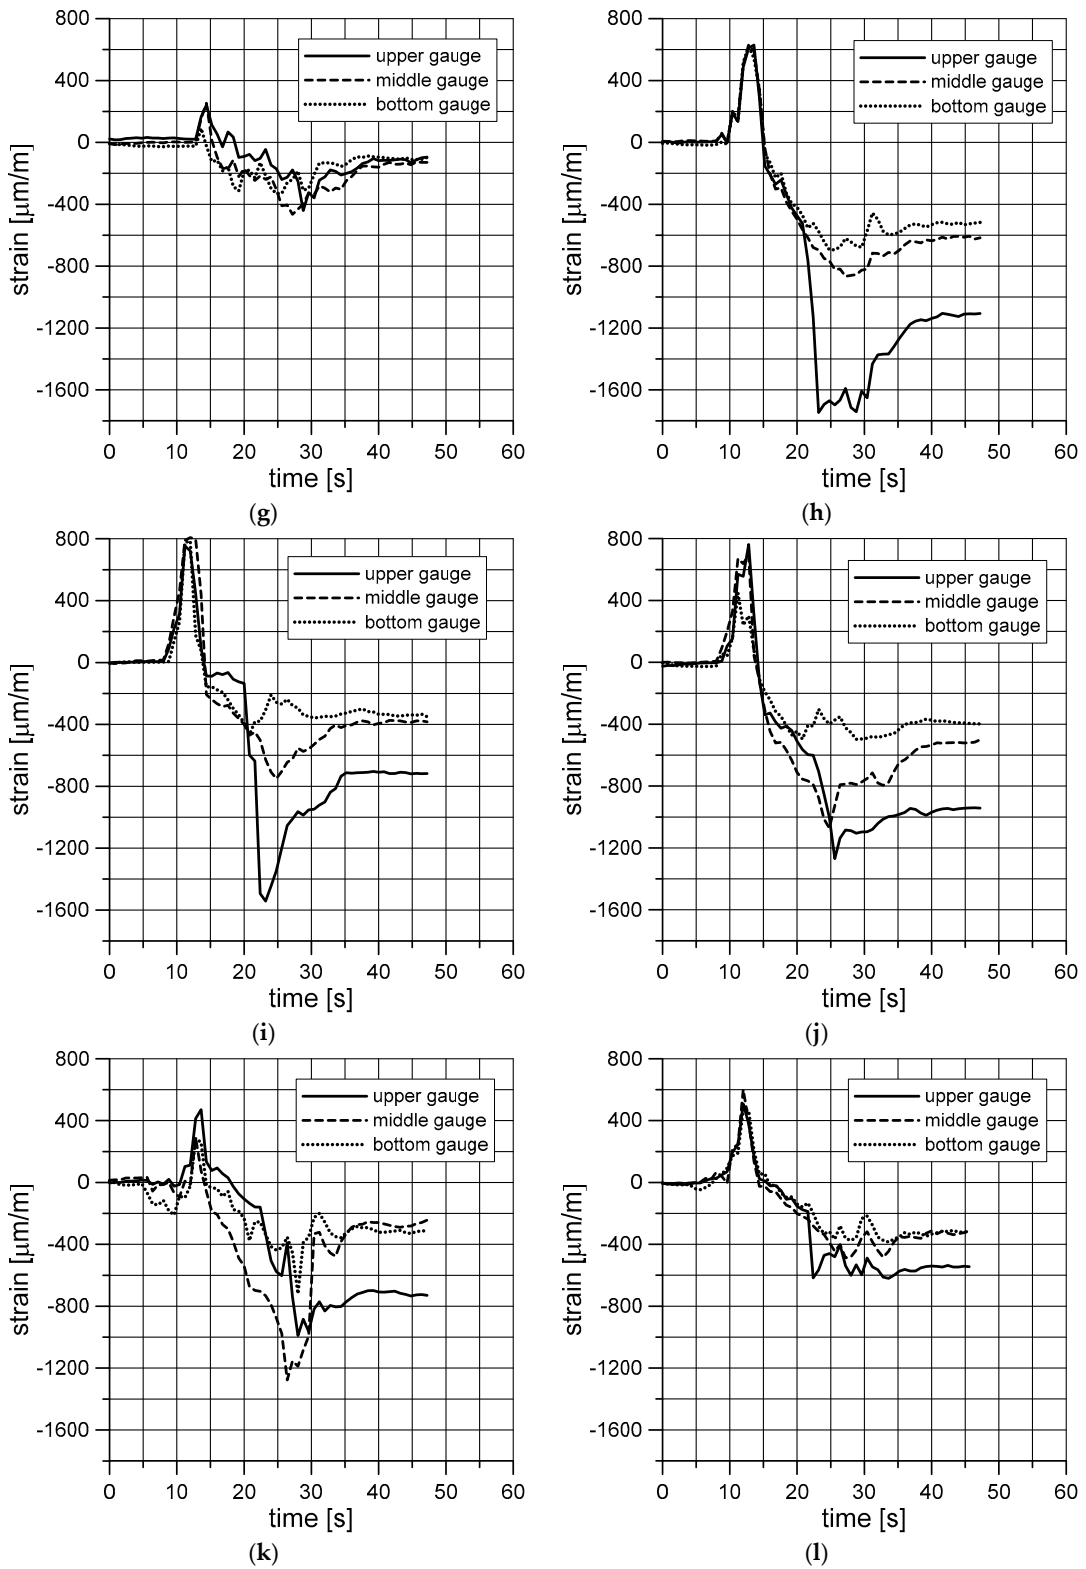 800
400
0
-400
-800
-1200
-1600
strain [μm/m]
upper gauge
middle gauge
bottom gauge
0 10 20 30 40 50 60
time [s]
(g)
800
400
0
-400
-800
-1200
-1600
strain [μm/m]
upper gauge
middle gauge
bottom gauge
0 10 20 30 40 50 60
time [s]
(h)
800
400
0
-400
-800
-1200
-1600
strain [μm/m]
upper gauge
middle gauge
bottom gauge
0 10 20 30 40 50 60
time [s]
(i)
800
400
0
-400
-800
-1200
-1600
strain [μm/m]
upper gauge
middle gauge
bottom gauge
0 10 20 30 40 50 60
time [s]
(j)
800
400
0
-400
-800
-1200
-1600
strain [μm/m]
upper gauge
middle gauge
bottom gauge
0 10 20 30 40 50 60
time [s]
(k)
800
400
0
-400
-800
-1200
-1600
strain [μm/m]
upper gauge
middle gauge
bottom gauge
0 10 20 30 40 50 60
time [s]
(l)